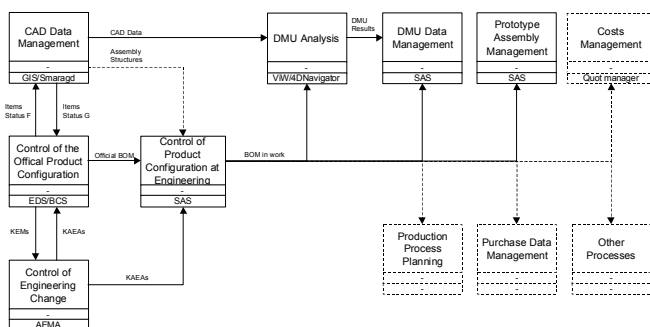 CAD Data
Management
-
GIS/Smaragd
CAD Data
Assembly
Structures
DMU Analysis
-
VIW/4DNavigator
DMU
Results
DMU Data
Management
-
SAS
Prototype
Assembly
Management
-
SAS
Costs
Management
-
Quot manager
Items
Status F
Items
Status G
Control of the
Offical Product
Configuration
-
EDS/BCS
Official BOM
Control of
Product
Configuration at
Engineering
-
SAS
BOM in work
KEMs
KAEAs
Control of
Engineering
Change
-
AEMA
KAEAs
Production
Process
Planning
-
-
Purchase Data
Management
-
-
Other
Processes
-
-